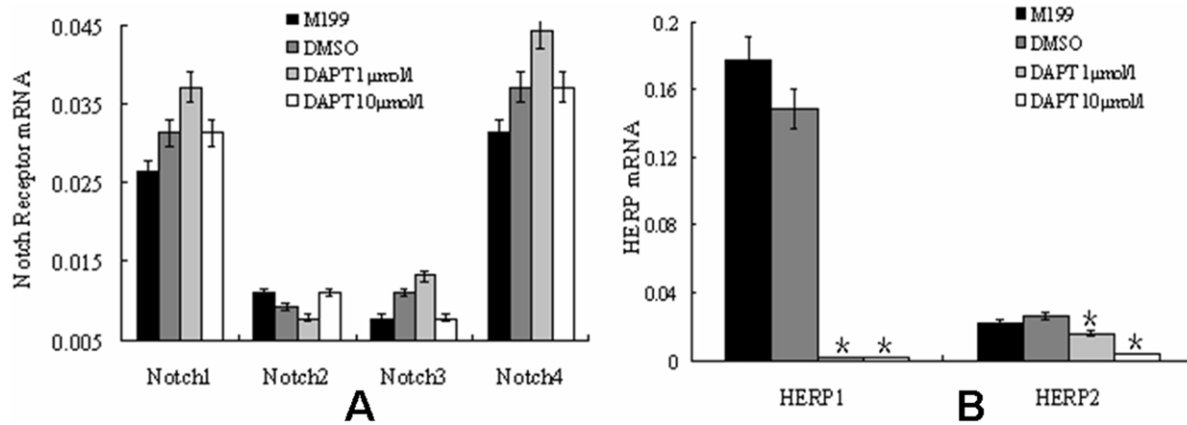 M199
DMSO
DAPT 1μmol/l
DAPT10μmol/l
Notch Receptor mRNA
0.045
0.035
0.025
0.015
0.005
Notch1 Notch2 Notch3 Notch4
A
M199
DMSO
DAPT 1μmol/l
DAPT 10μmol/l
HERP mRNA
0.2
0.16
0.12
0.08
0.04
0
* *
*
*
HERP1 HERP2
B